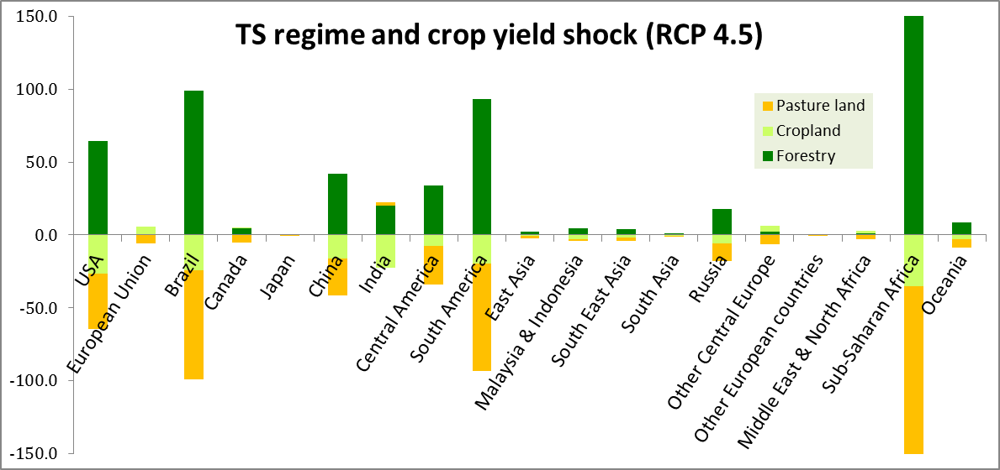 TS regime and crop yield shock (RCP 4.5)
150.0
100.0
50.0
0.0
-50.0
-100.0
-150.0
Pasture land
Cropland
Forestry
USA
European Union
Brazil
Canada
Japan
China
India
Central America
South America
East Asia
Malaysia & Indonesia
South East Asia
South Asia
Russia
Other Central Europe
Other European countries
Middle East & North Africa
Sub-Saharan Africa
Oceania